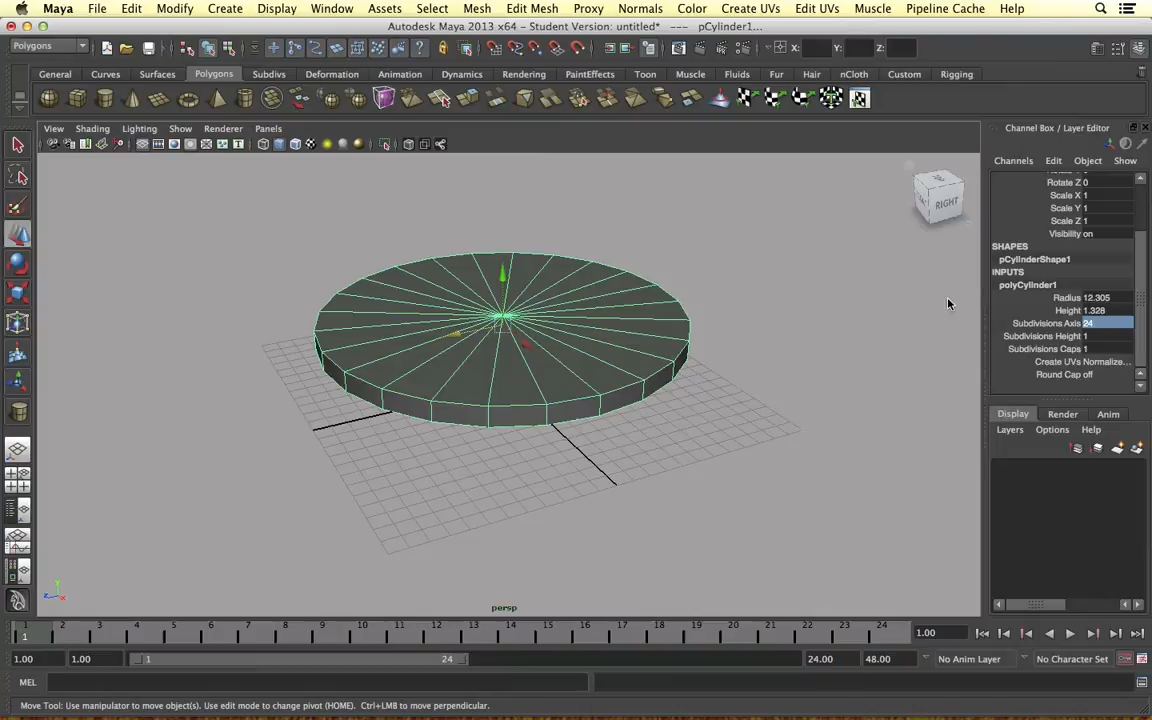 Maya File Edit Modify Create Display Window Assets Select Mesh Edit Mesh Proxy Normals Color Create UVs Edit UVs Muscle Pipeline Cache Help
Autodesk Maya 2013 x64 - Student Version: untitled* --- pCylinder1...
Polygons X: Y: Z:
General Curves Surfaces Polygons Subdivs Deformation Animation Dynamics Rendering PaintEffects Toon Muscle Fluids Fur Hair nCloth Custom Rigging
View Shading Lighting Show Renderer Panels
Channel Box / Layer Editor
Channels Edit Object Show
Rotate Z 0
Scale X 1
Scale Y 1
Scale Z 1
Visibility on
SHAPES
pCylinderShape1
INPUTS
polyCylinder1
Radius 12.305
Height 1.328
Subdivisions Axis 24
Subdivisions Height 1
Subdivisions Caps 1
Create UVs Normalize...
Round Cap off
RIGHT
Display Render Anim
Layers Options Help
persp
1 2 3 4 5 6 7 8 9 10 11 12 13 14 15 16 17 18 19 20 21 22 23 24
1 1.00
1.00 1.00 1 24 24.00 48.00 No Anim Layer No Character Set
MEL
Move Tool: Use manipulator to move object(s). Use edit mode to change pivot (HOME). Ctrl+LMB to move perpendicular.